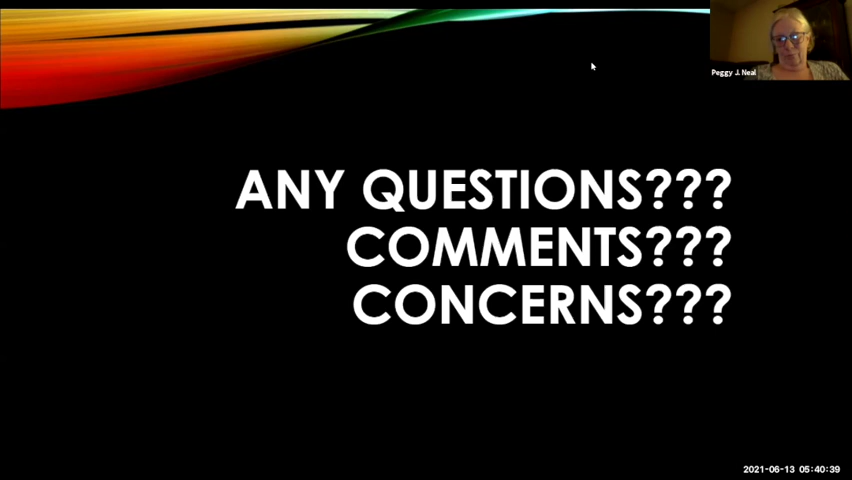 Peggy J. Neal
ANY QUESTIONS???
COMMENTS???
CONCERNS???
2021-06-13 05:40:39